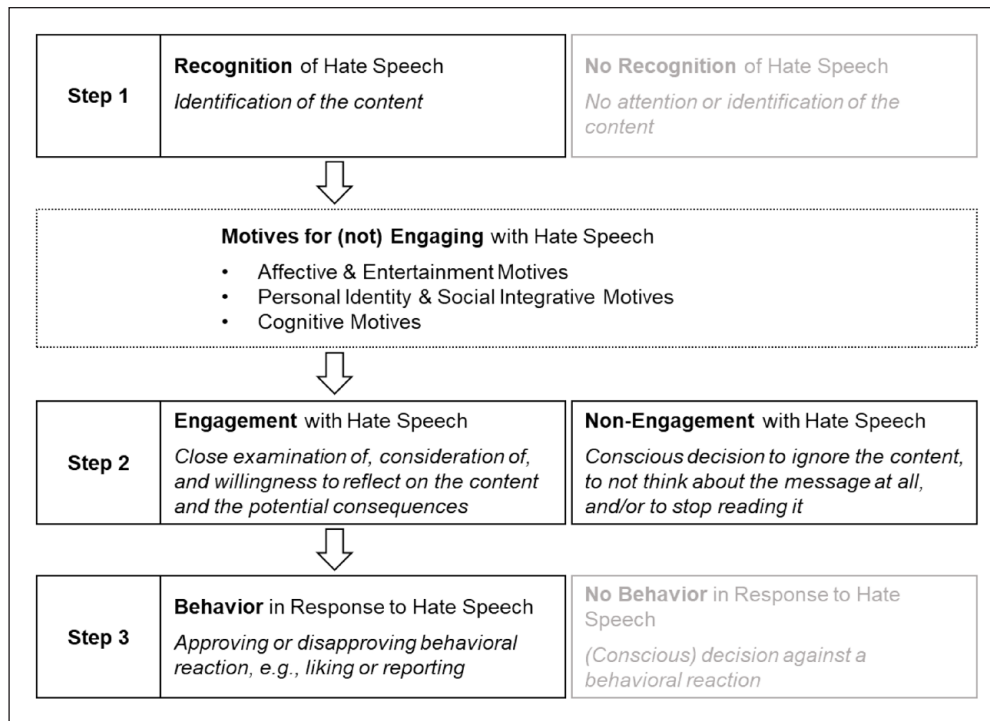 Step 1
Recognition of Hate Speech
Identification of the content
No Recognition of Hate Speech
No attention or identification of the
content
Motives for (not) Engaging with Hate Speech
• Affective & Entertainment Motives
• Personal Identity & Social Integrative Motives
• Cognitive Motives
Step 2
Engagement with Hate Speech
Close examination of, consideration of,
and willingness to reflect on the content
and the potential consequences
Non-Engagement with Hate Speech
Conscious decision to ignore the content,
to not think about the message at all,
and/or to stop reading it
Step 3
Behavior in Response to Hate Speech
Approving or disapproving behavioral
reaction, e.g., liking or reporting
No Behavior in Response to Hate
Speech
(Conscious) decision against a
behavioral reaction